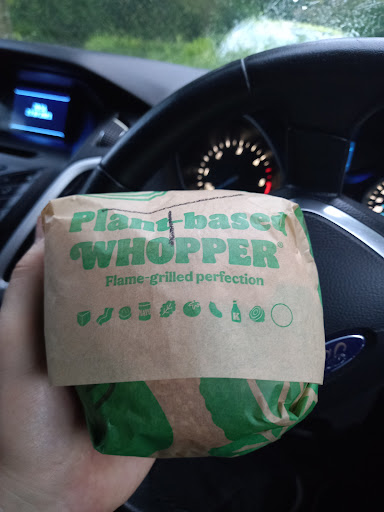 Plant-based
WHOPPER®
Flame-grilled perfection